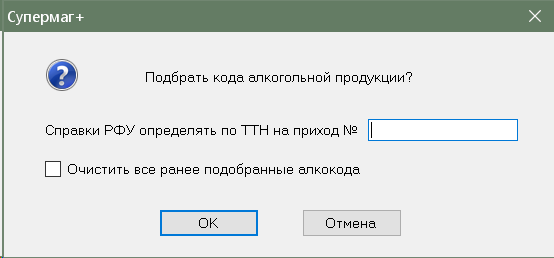 Супермаг+
Подбрать кода алкогольной продукции?
Справки РФУ определять по ТТН на приход №
Очистить все ранее подобранные алкокода
ОК
Отмена